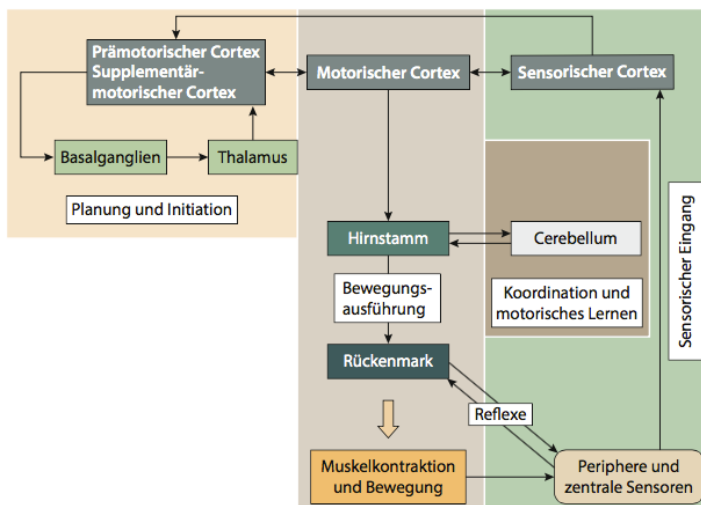 Prämotorischer Cortex
Supplementär-
motorischer Cortex
Motorischer Cortex
Sensorischer Cortex
Basalganglien
Thalamus
Planung und Initiation
Hirnstamm
Cerebellum
Bewegungs-
ausführung
Koordination und
motorisches Lernen
Sensorischer Eingang
Rückenmark
Reflexe
Muskelkontraktion
und Bewegung
Periphere und
zentrale Sensoren